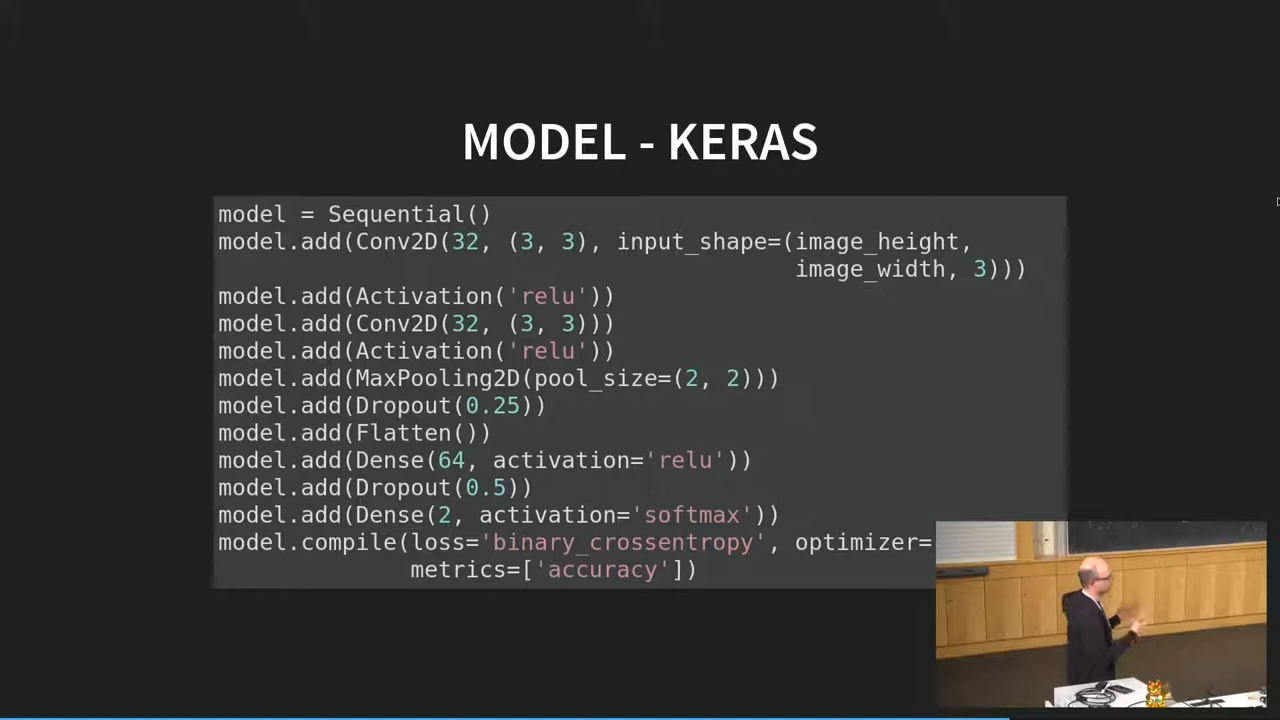 MODEL - KERAS
model = Sequential()
model.add(Conv2D(32, (3, 3), input_shape=(image_height,
image_width, 3)))
model.add(Activation('relu'))
model.add(Conv2D(32, (3, 3)))
model.add(Activation('relu'))
model.add(MaxPooling2D(pool_size=(2, 2)))
model.add(Dropout(0.25))
model.add(Flatten())
model.add(Dense(64, activation='relu'))
model.add(Dropout(0.5))
model.add(Dense(2, activation='softmax'))
model.compile(loss='binary_crossentropy', optimizer=
metrics=['accuracy'])